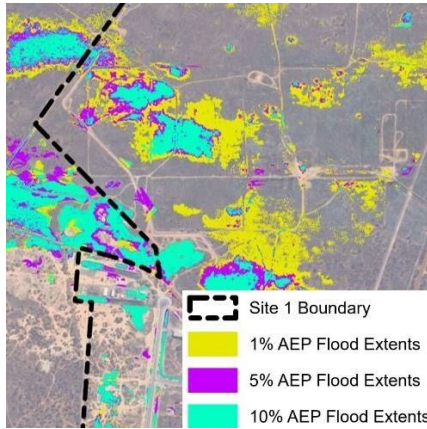 Site 1 Boundary
1% AEP Flood Extents
5% AEP Flood Extents
10% AEP Flood Extents